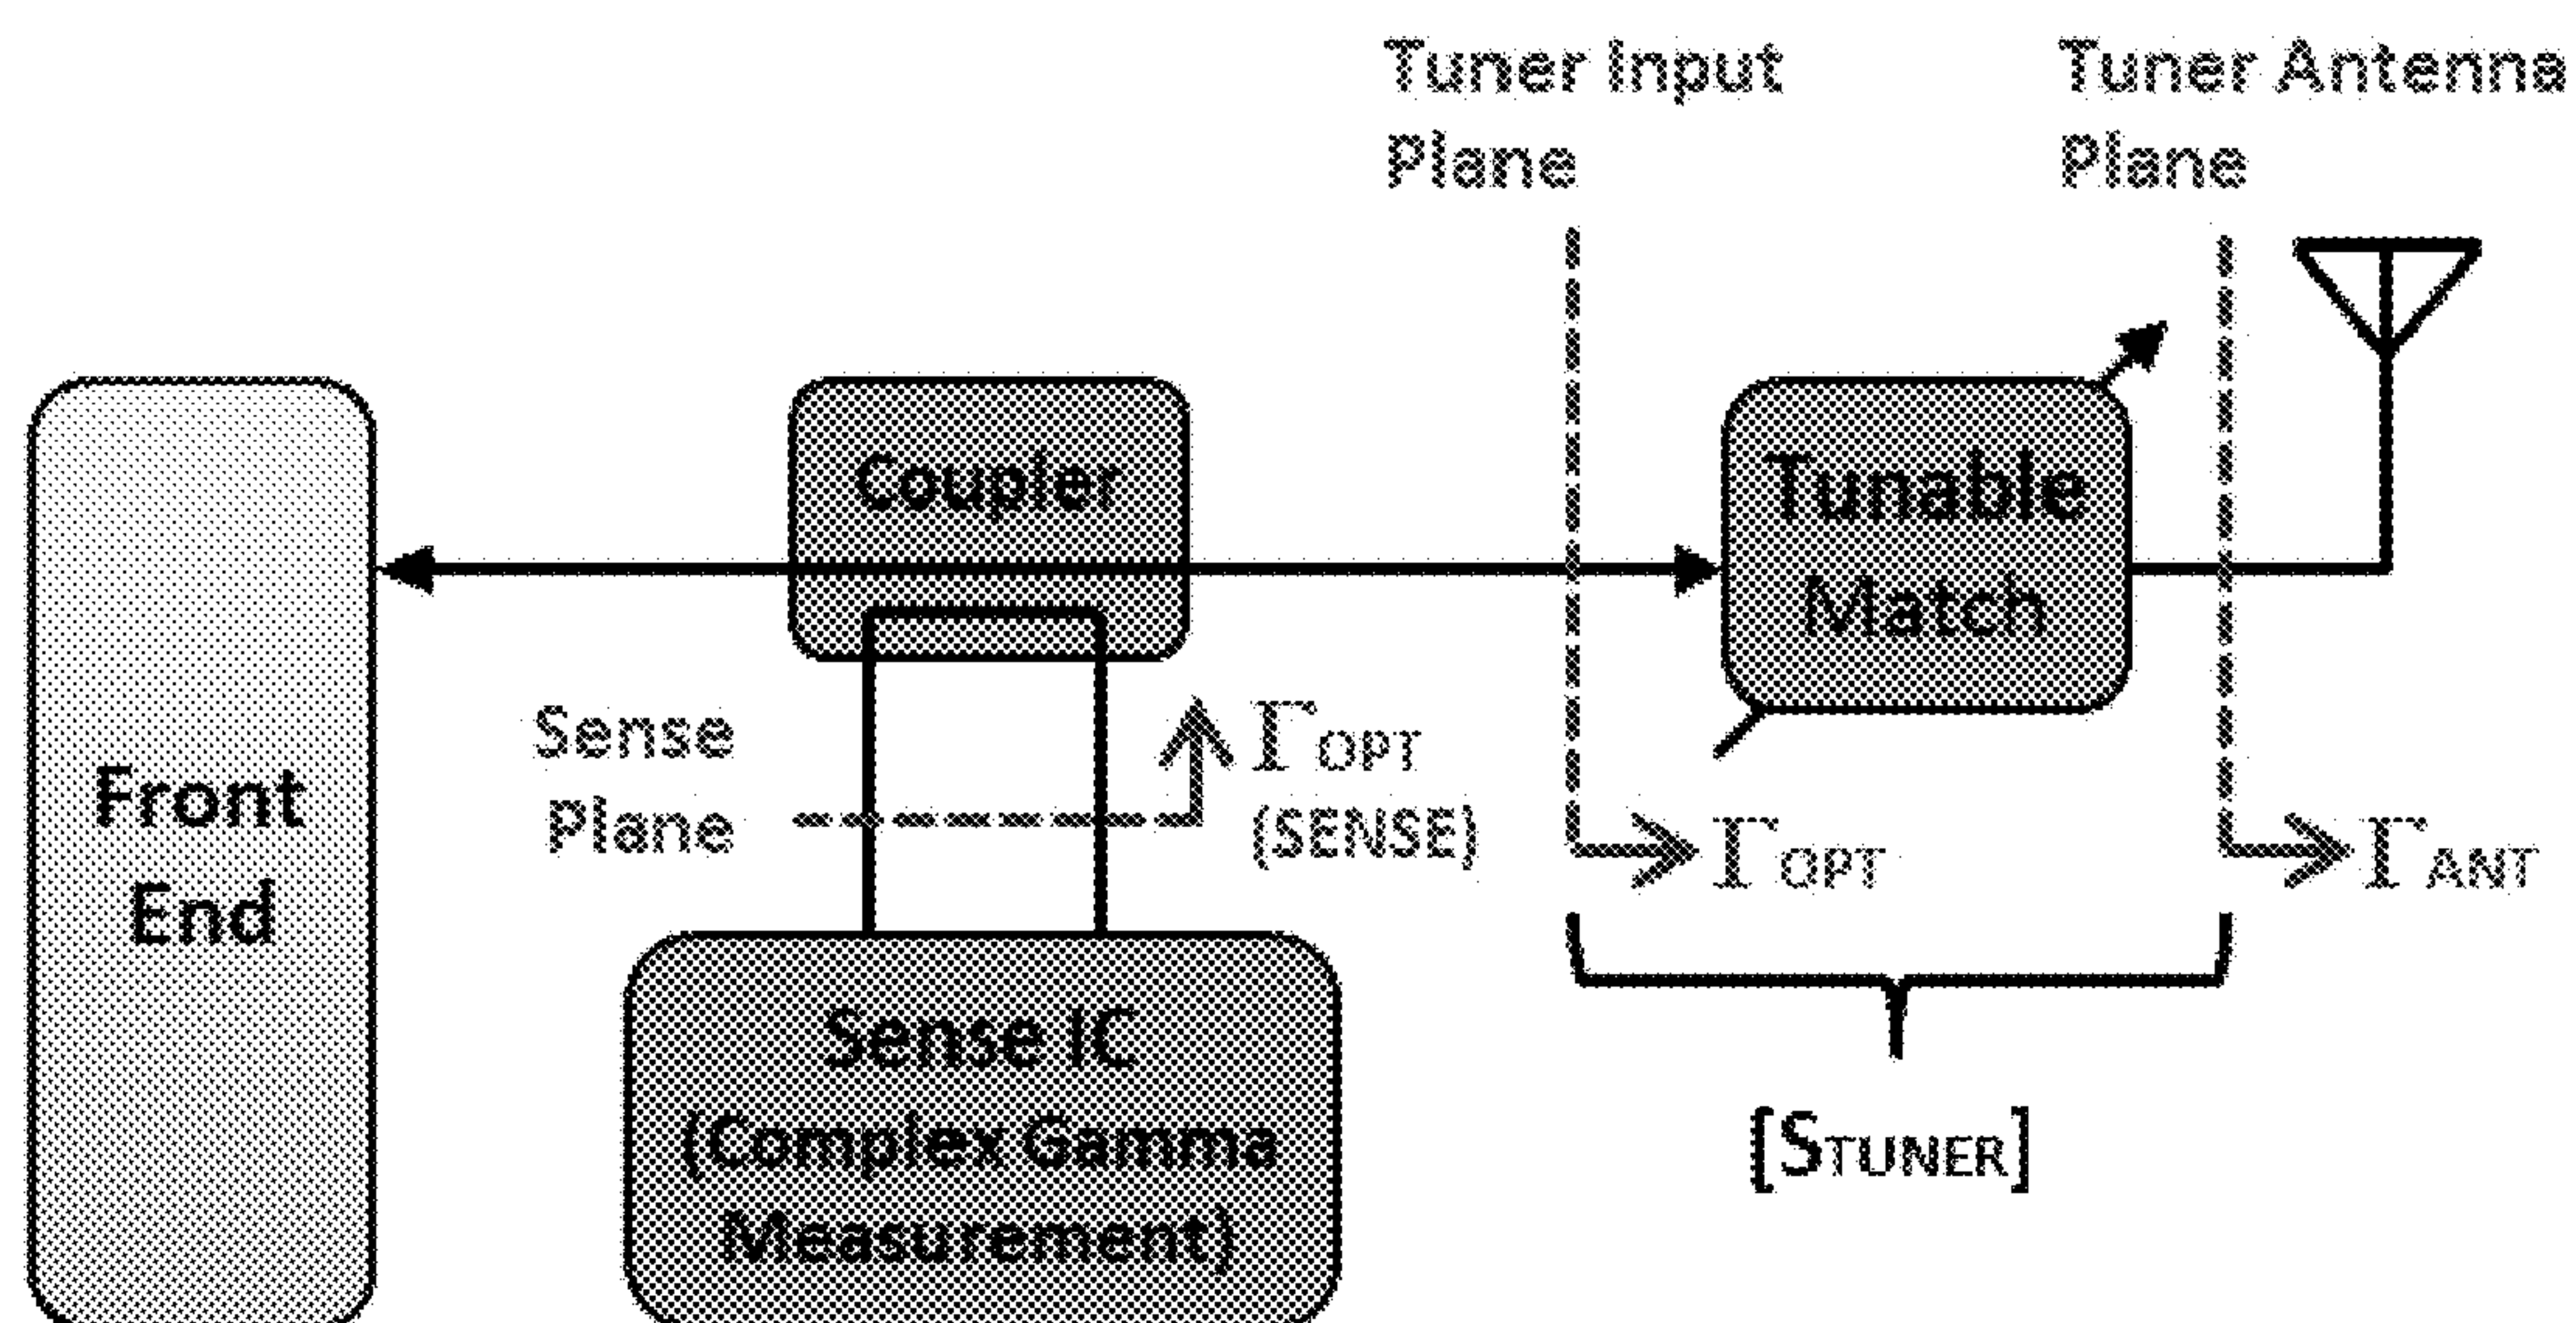 Tuner Input
Plane
Tuner Antenna
Plane
Coupler
Tunable
Match
Front
End
Sense
Plane
ΓOPT
(SENSE)
ΓOPT
ΓANT
Sense IC
(Complex Gamma
Measurement)
[STUNER]